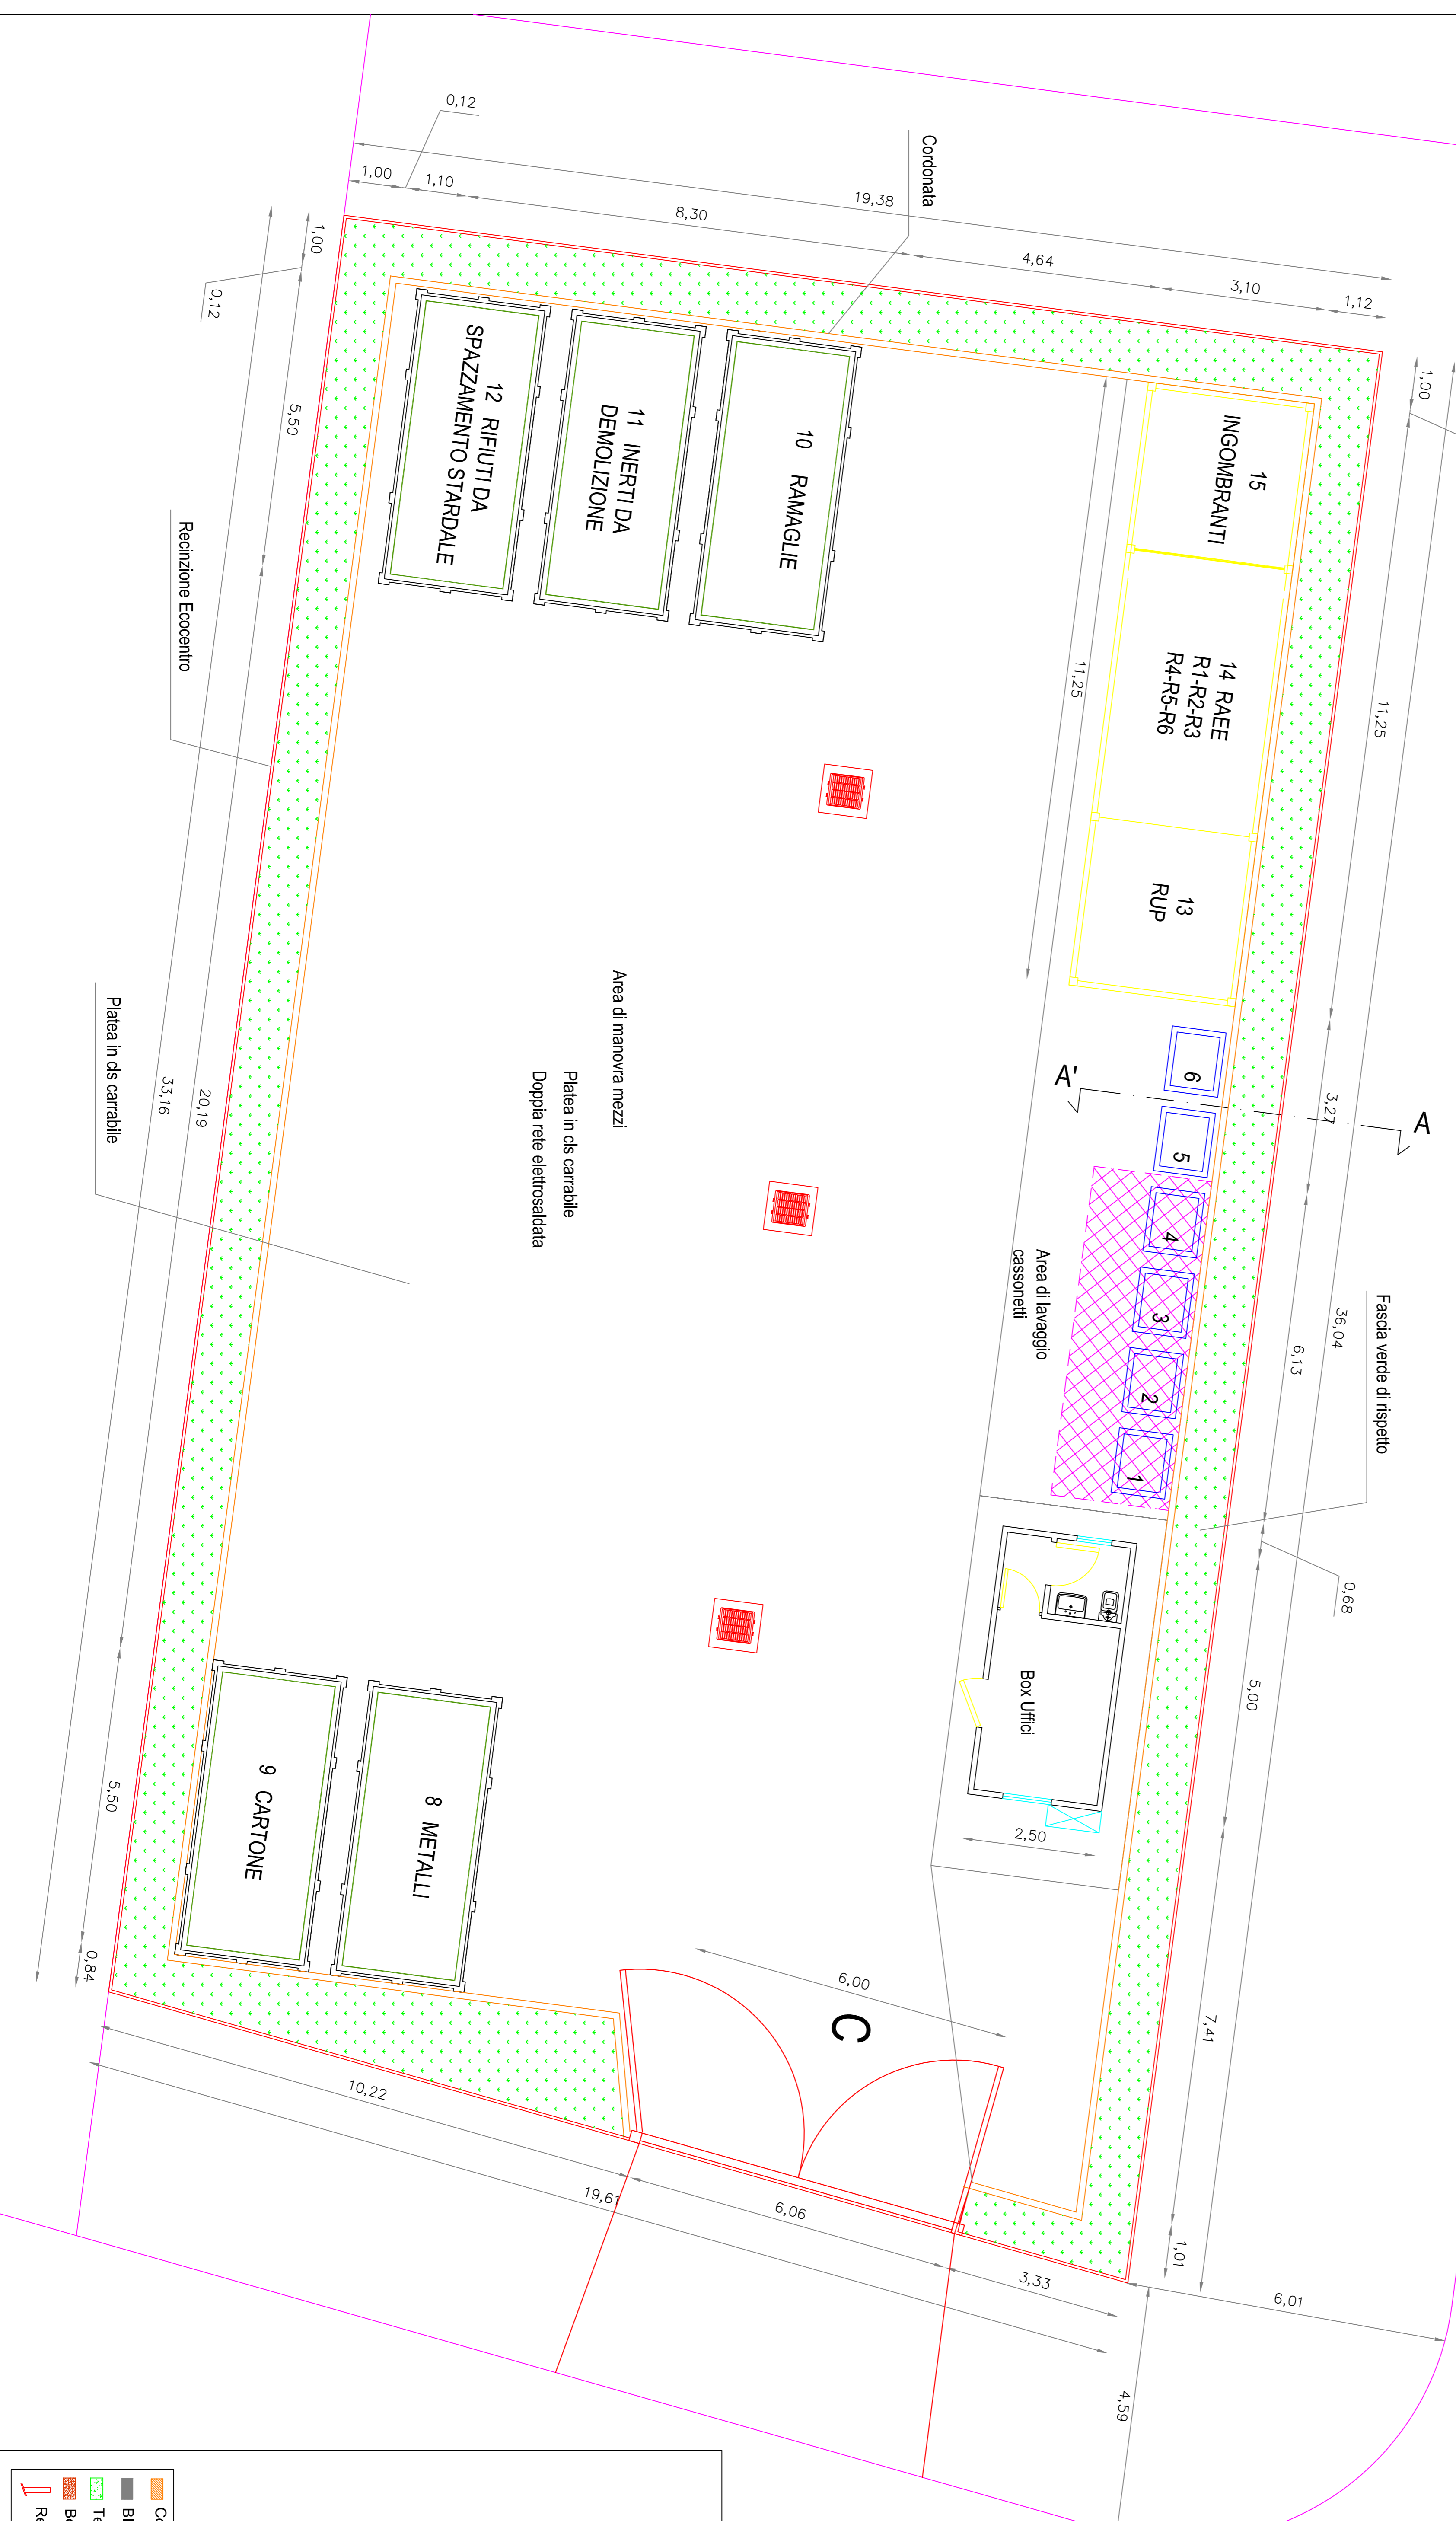 0,12
1,00
1,10
8,30
19,38
4,64
3,10
1,12
Cordonata
1,00
0,12
5,50
1,00
11,25
12 RIFIUTI DA
SPAZZAMENTO STARDALE
11 INERTI DA
DEMOLIZIONE
10 RAMAGLIE
15
INGOMBRANTI
14 RAEE
R1-R2-R3
R4-R5-R6
13
RUP
11,25
Recinzione Ecocentro
Platea in cls carrabile
33,16
20,19
Area di manovra mezzi
Platea in cls carrabile
Doppia rete elettrosaldata
6
5
4
3
2
1
A'
A
3,27
36,04
6,13
Fascia verde di rispetto
Area di lavaggio
cassonetti
0,68
5,00
Box Uffici
2,50
7,41
9 CARTONE
8 METALLI
5,50
0,84
6,00
C
10,22
19,61
6,06
3,33
1,01
6,01
4,59
Co
Bl
Te
Bo
Re